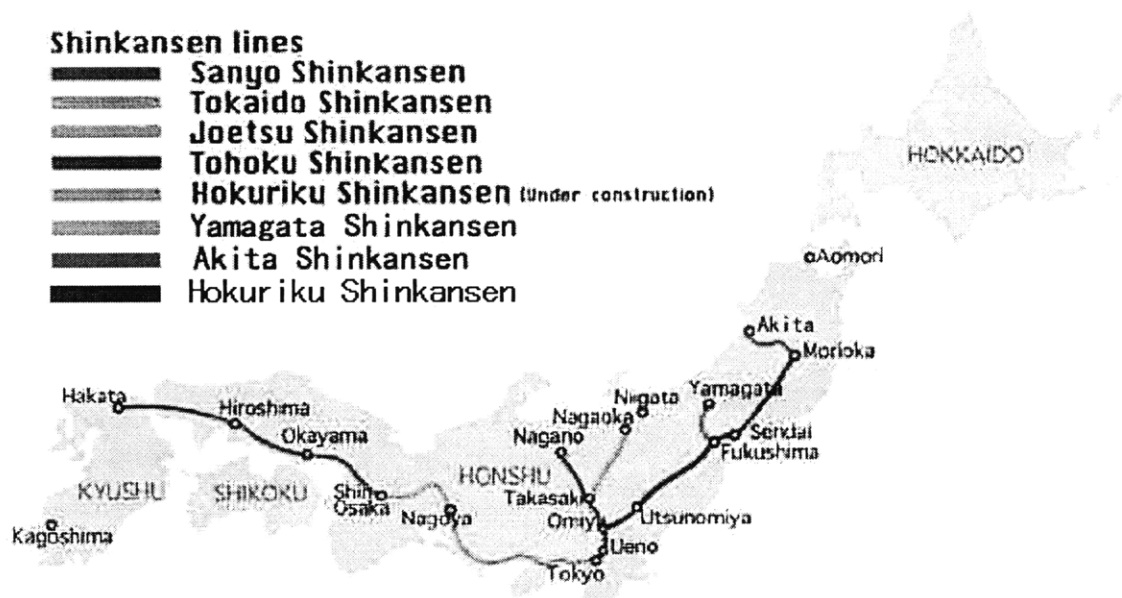 Shinkansen lines
Sanyo Shinkansen
Tokaido Shinkansen
Joetsu Shinkansen
Tohoku Shinkansen
Hokuriku Shinkansen (Under construction)
Yamagata Shinkansen
Akita Shinkansen
Hokuriku Shinkansen
HOKKAIDO
Aomori
Akita
Morioka
Hakata
Hiroshima
Okayama
Niigata
Yamagata
Nagaoka
Nagano
Sendai
Fukushima
KYUSHU
SHIKOKU
HONSHU
Shin
Osaka
Nagoya
Takasaki
Omiya
Utsunomiya
Kagoshima
Ueno
Tokyo